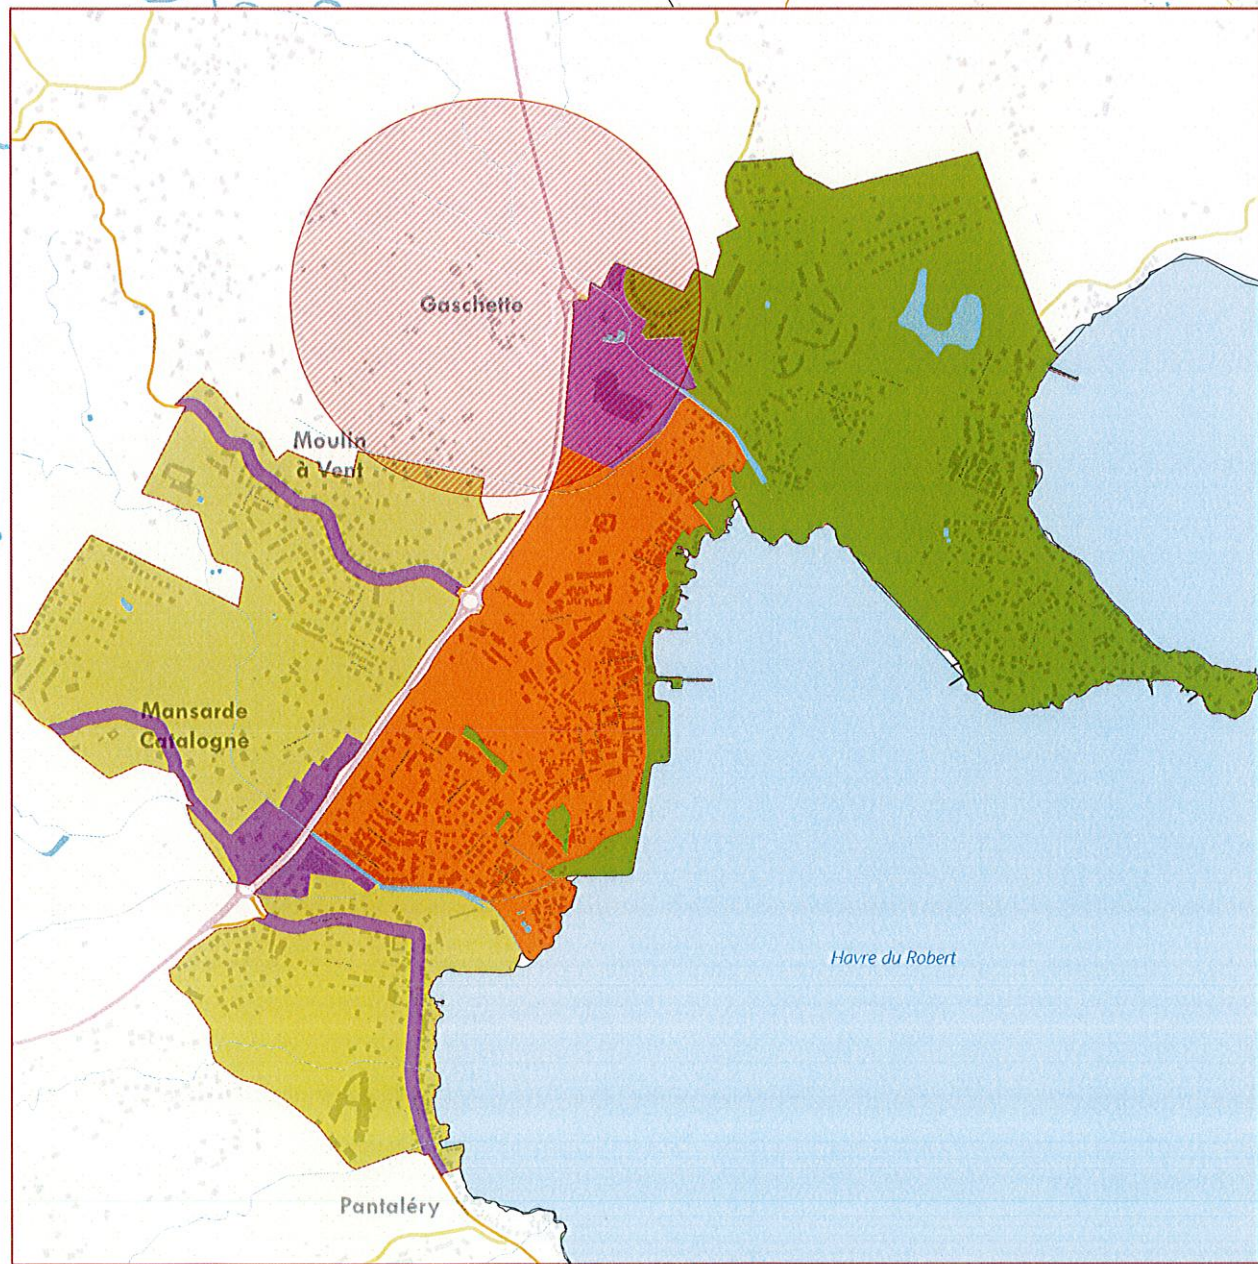 Gaschette
Moulin
à Vent
Mansarde
Catalogne
Havre du Robert
Pantaléry